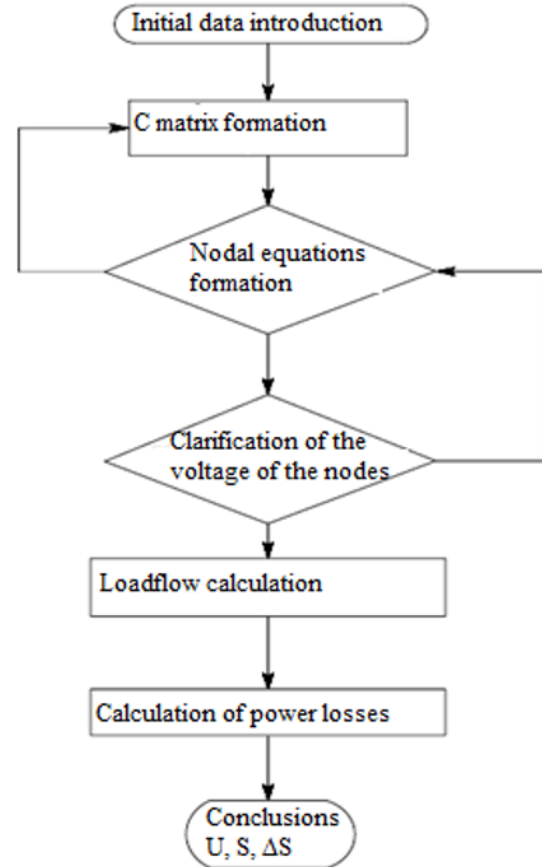 Initial data introduction
C matrix formation
Nodal equations
formation
Clarification of the
voltage of the nodes
Loadflow calculation
Calculation of power losses
Conclusions
U, S, ΔS